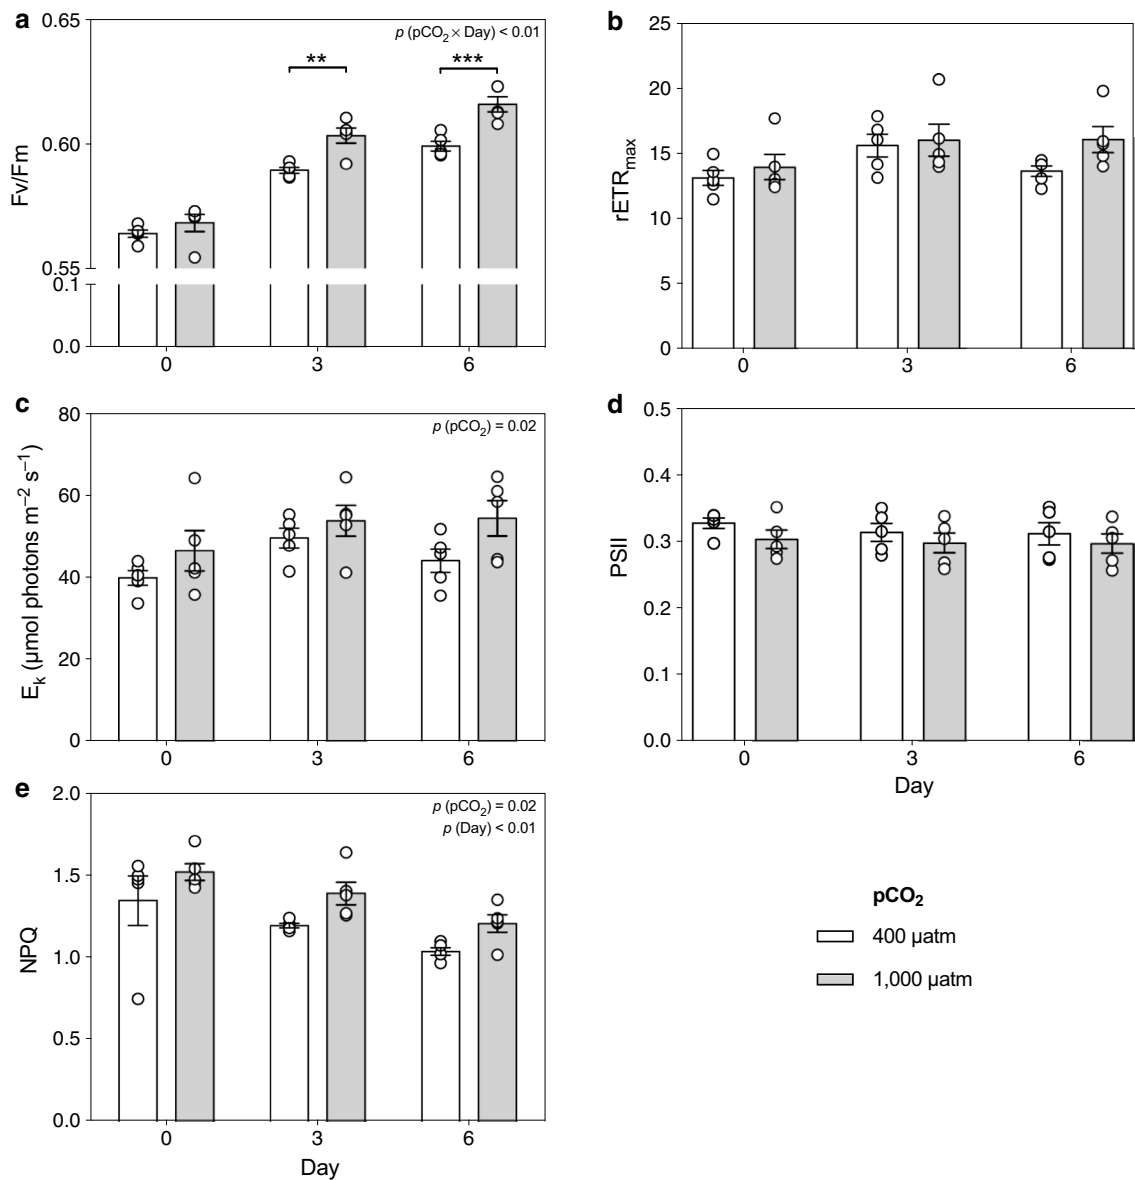 a
0.65
p (pCO2 × Day) < 0.01
** ***
0.60
Fv/Fm
0.55
0.1
0.0
0 3 6
b
25
20
15
rETRmax
10
5
0
0 3 6
c
80
p (pCO2) = 0.02
60
40
Ek (µmol photons m−2 s−1)
20
0
0 3 6
d
0.5
0.4
0.3
PSII
0.2
0.1
0.0
0 3 6
Day
e
2.0
p (pCO2) = 0.02
p (Day) < 0.01
1.5
1.0
NPQ
0.5
0.0
0 3 6
Day
pCO2
400 µatm
1,000 µatm